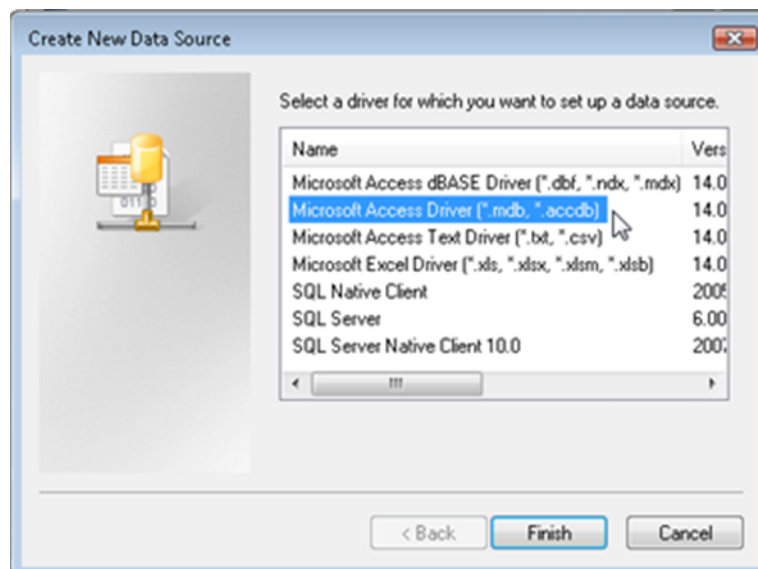 Create New Data Source
Select a driver for which you want to set up a data source.
Name Vers
Microsoft Access dBASE Driver (*.dbf, *.ndx, *.mdx) 14.0
Microsoft Access Driver (*.mdb, *.accdb) 14.0
Microsoft Access Text Driver (*.txt, *.csv) 14.0
Microsoft Excel Driver (*.xls, *.xlsx, *.xlsm, *.xlsb) 14.0
SQL Native Client 2005
SQL Server 6.00
SQL Server Native Client 10.0 2007
< Back Finish Cancel